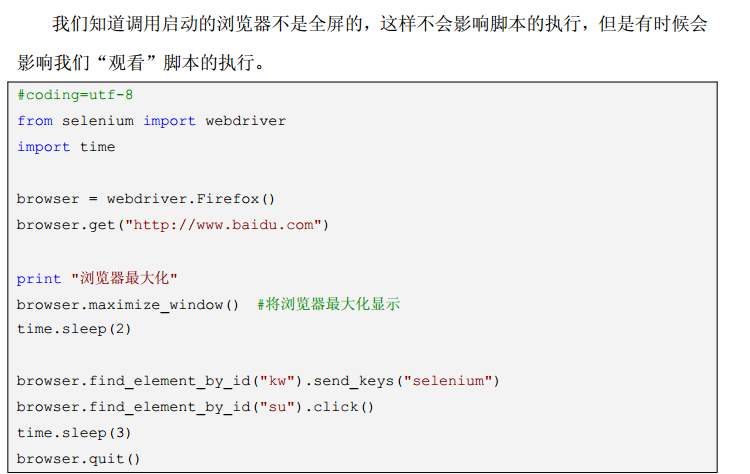 我们知道调用启动的浏览器不是全屏的，这样不会影响脚本的执行，但是有时候会
影响我们“观看”脚本的执行。
#coding=utf-8
from selenium import webdriver
import time
browser = webdriver.Firefox()
browser.get("http://www.baidu.com")
print "浏览器最大化"
browser.maximize_window()  #将浏览器最大化显示
time.sleep(2)
browser.find_element_by_id("kw").send_keys("selenium")
browser.find_element_by_id("su").click()
time.sleep(3)
browser.quit()